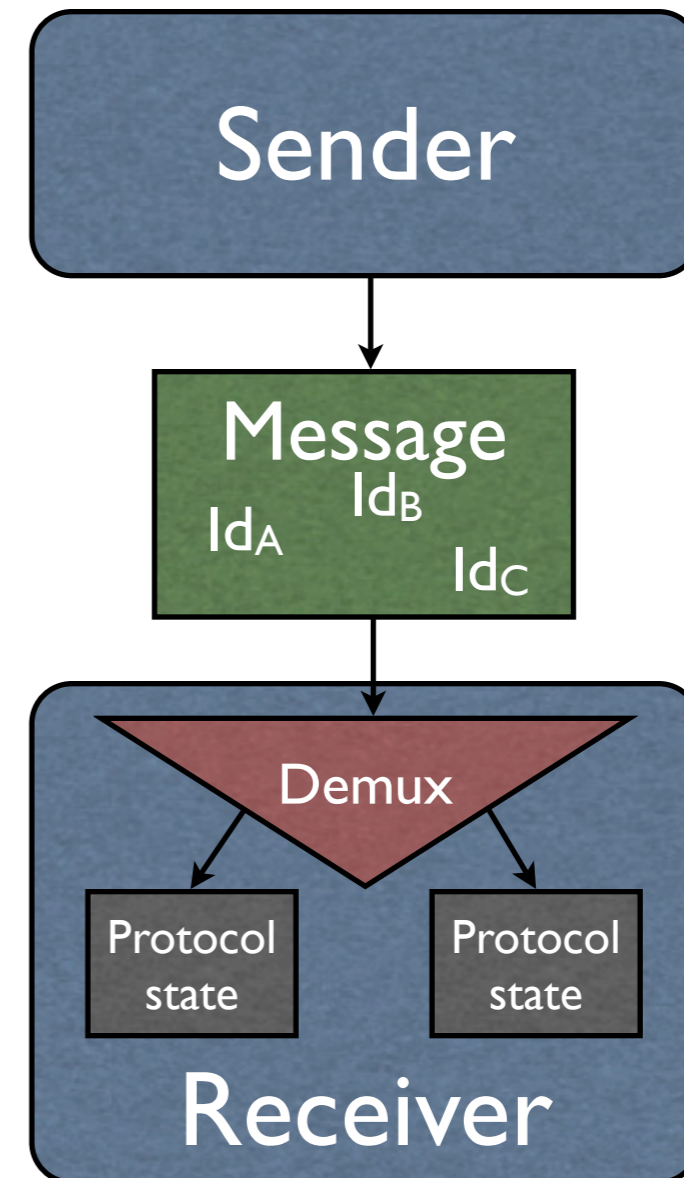 Sender
Message
IdA
IdB
IdC
Demux
Protocol
state
Protocol
state
Receiver